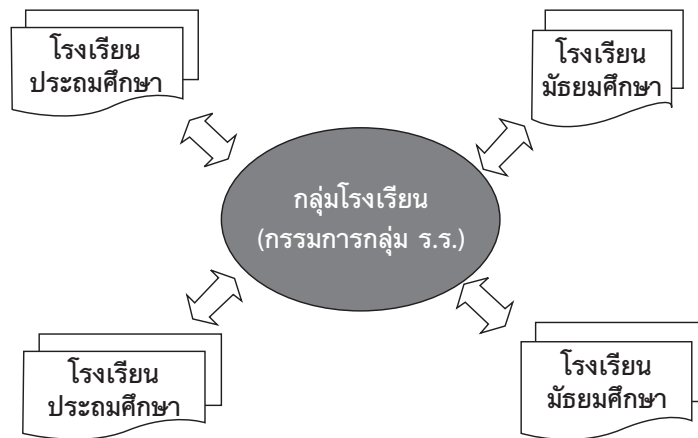 โรงเรียน
ประถมศึกษา
โรงเรียน
มัธยมศึกษา
กลุ่มโรงเรียน
(กรรมการกลุ่ม ร.ร.)
โรงเรียน
ประถมศึกษา
โรงเรียน
มัธยมศึกษา